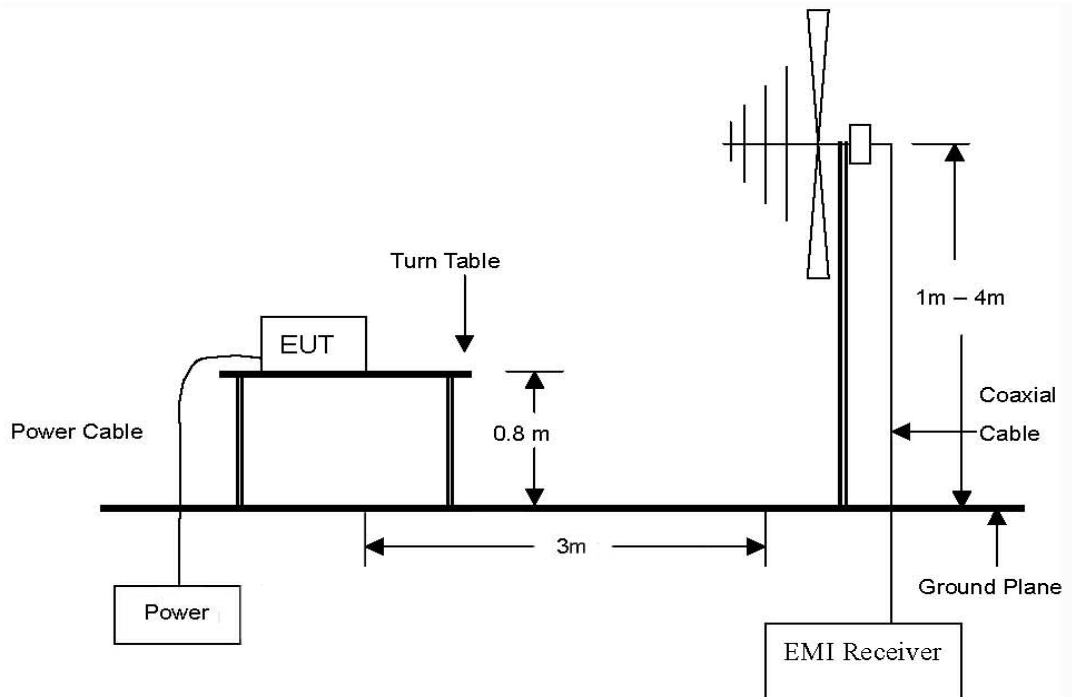 Turn Table
1m – 4m
EUT
Coaxial
Cable
Power Cable
0.8 m
3m
Ground Plane
Power
EMI Receiver